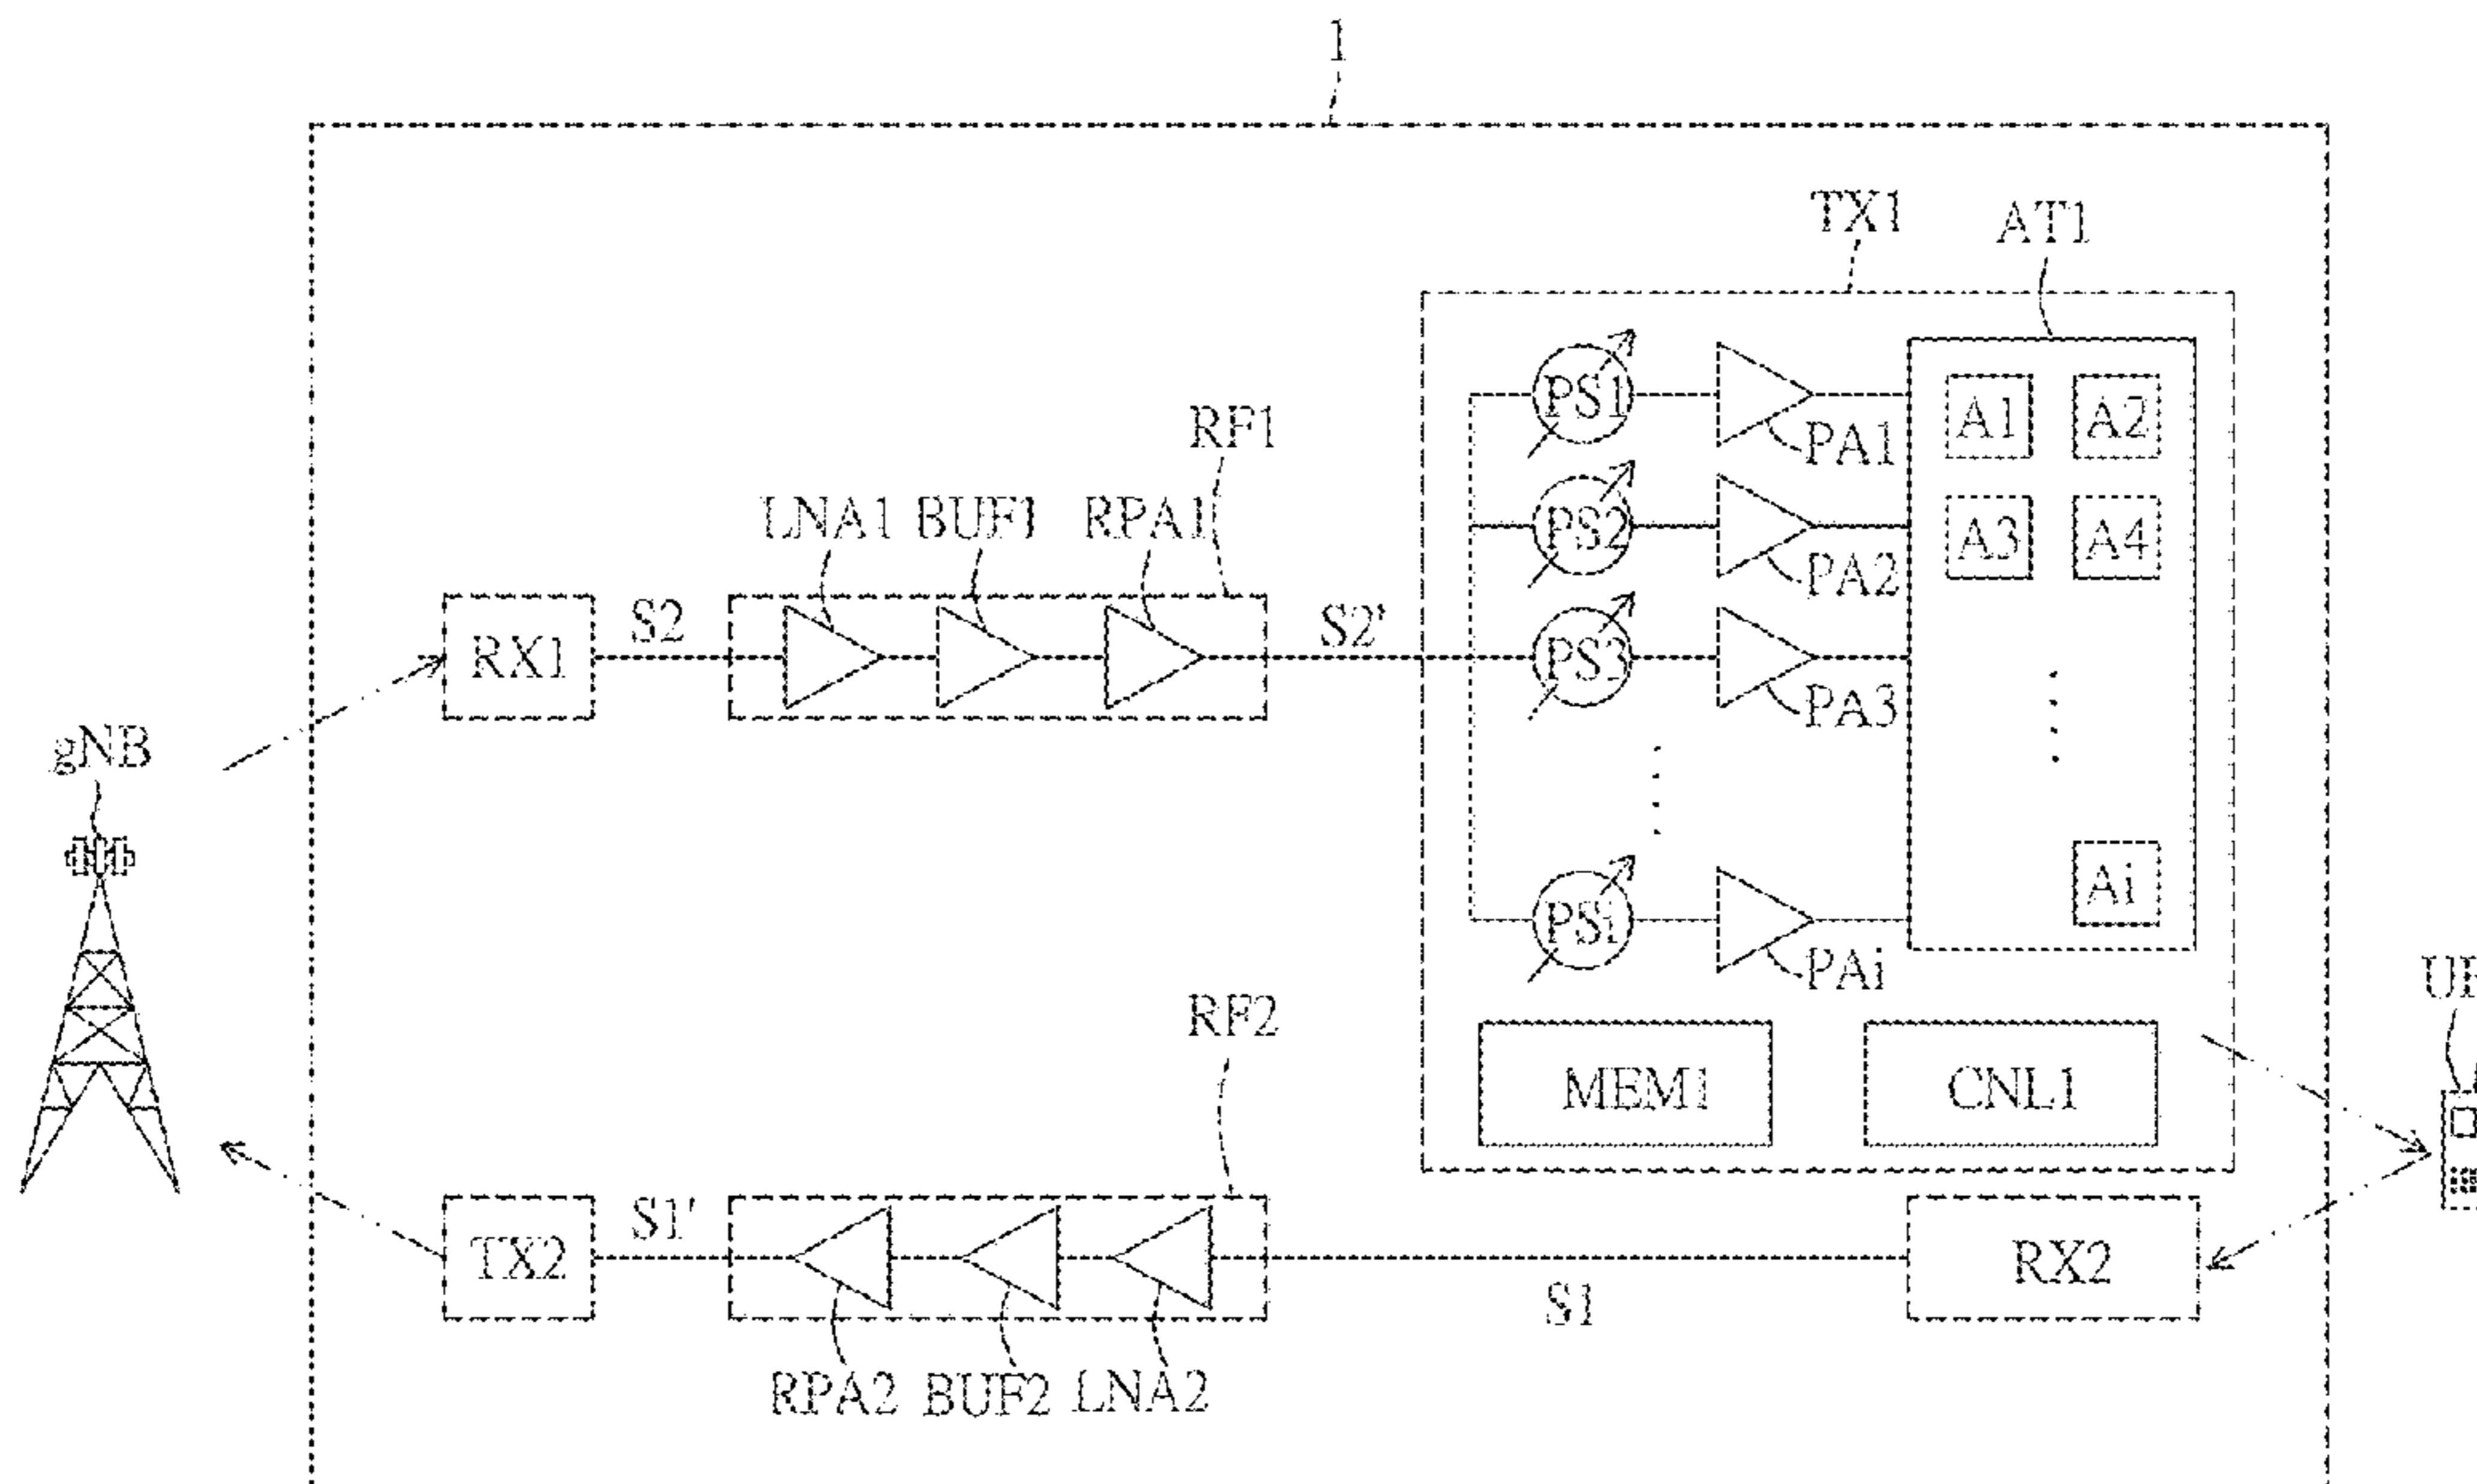 1
TX1
AT1
RF1
LNA1 BUF1 RPA1
PS1
PA1
A1 A2
PS2
PA2
A3 A4
RX1
S2
S2'
PS3
PA3
gNB
PSi
PAi
Ai
RF2
MEM1
CNL1
TX2
S1'
S1
RX2
RPA2 BUF2 LNA2